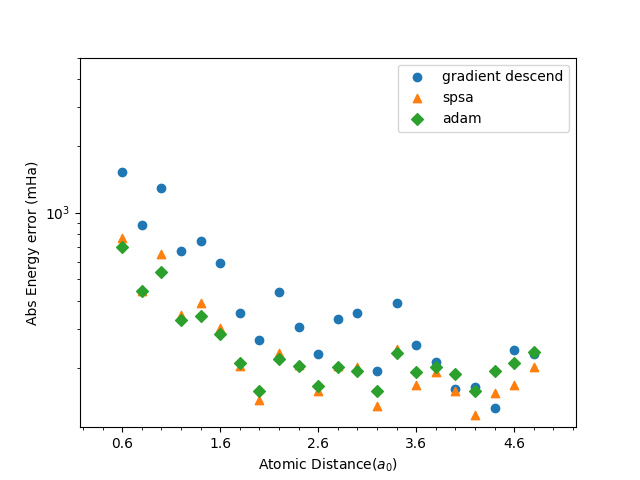 gradient descend
spsa
adam
Abs Energy error (mHa)
10³
0.6 1.6 2.6 3.6 4.6
Atomic Distance(a₀)